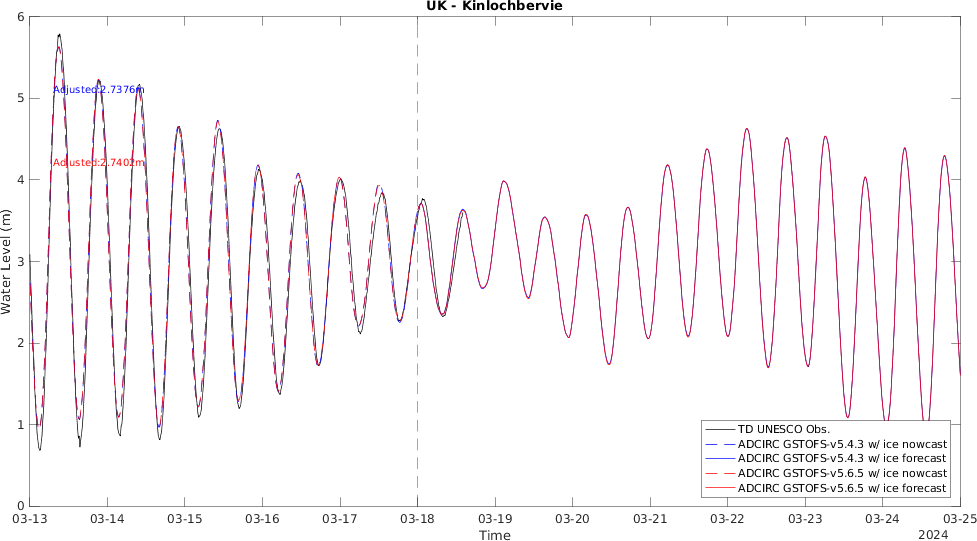 UK - Kinlochbervie
6
5
4
3
2
1
0
Water Level (m)
Adjusted:2.7376m
Adjusted:2.7402m
TD UNESCO Obs.
ADCIRC GSTOFS-v5.4.3 w/ ice nowcast
ADCIRC GSTOFS-v5.4.3 w/ ice forecast
ADCIRC GSTOFS-v5.6.5 w/ ice nowcast
ADCIRC GSTOFS-v5.6.5 w/ ice forecast
03-13 03-14 03-15 03-16 03-17 03-18 03-19 03-20 03-21 03-22 03-23 03-24 03-25
Time
2024